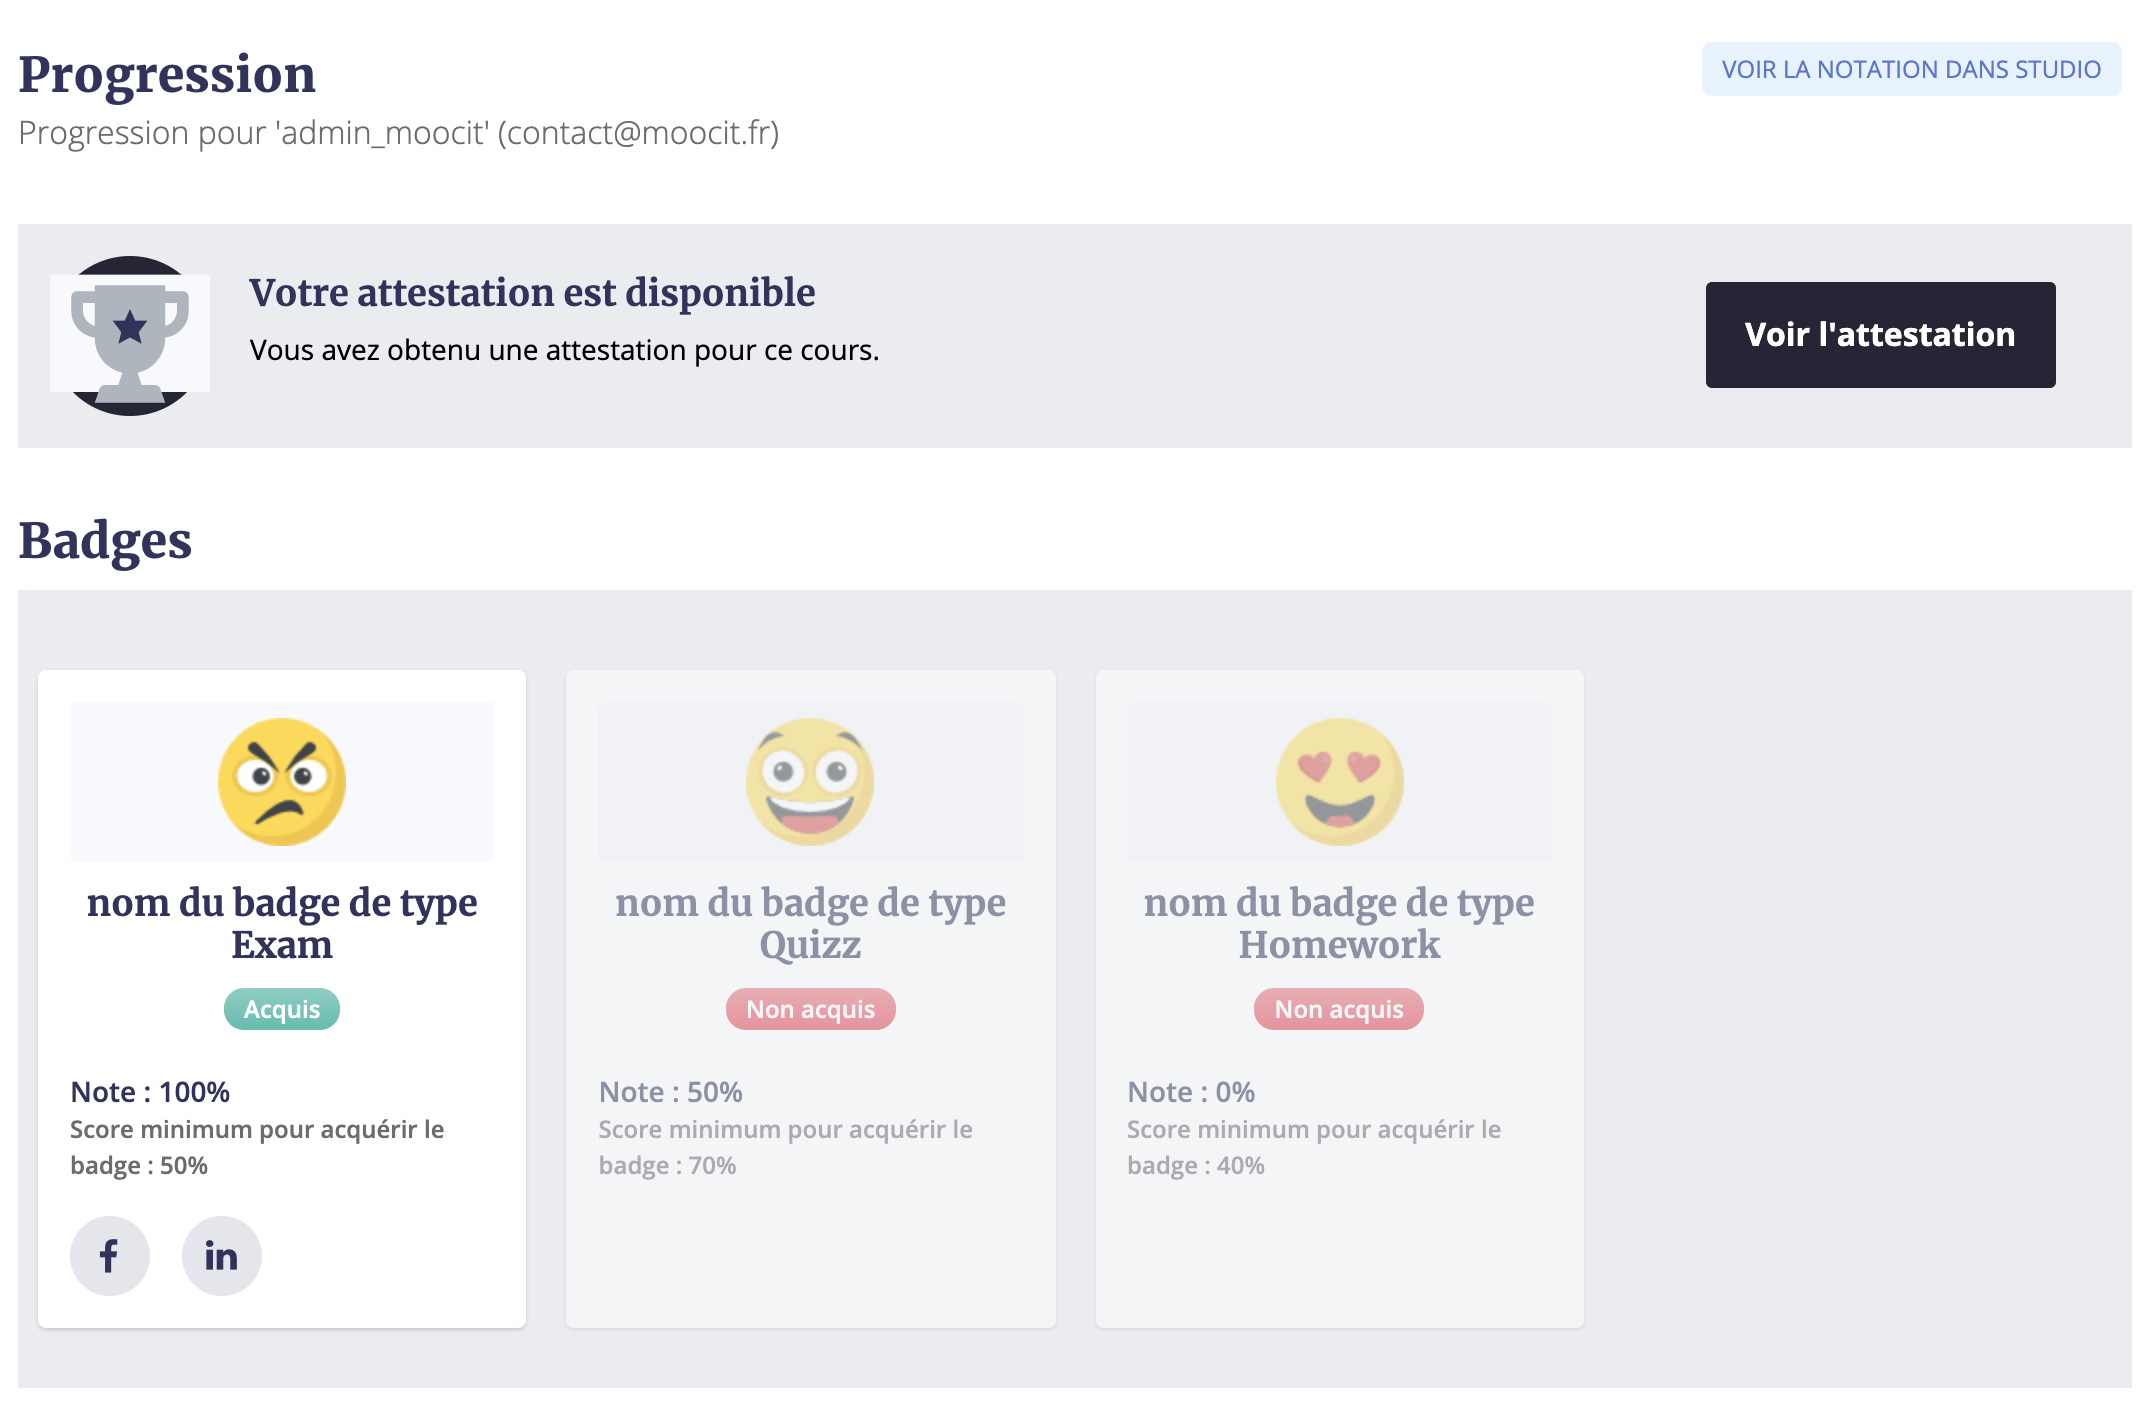 Progression
VOIR LA NOTATION DANS STUDIO
Progression pour 'admin_moocit' (contact@moocit.fr)
Votre attestation est disponible
Vous avez obtenu une attestation pour ce cours.
Voir l'attestation
Badges
nom du badge de type
Exam
Acquis
Note : 100%
Score minimum pour acquérir le
badge : 50%
f
in
nom du badge de type
Quizz
Non acquis
Note : 50%
Score minimum pour acquérir le
badge : 70%
nom du badge de type
Homework
Non acquis
Note : 0%
Score minimum pour acquérir le
badge : 40%